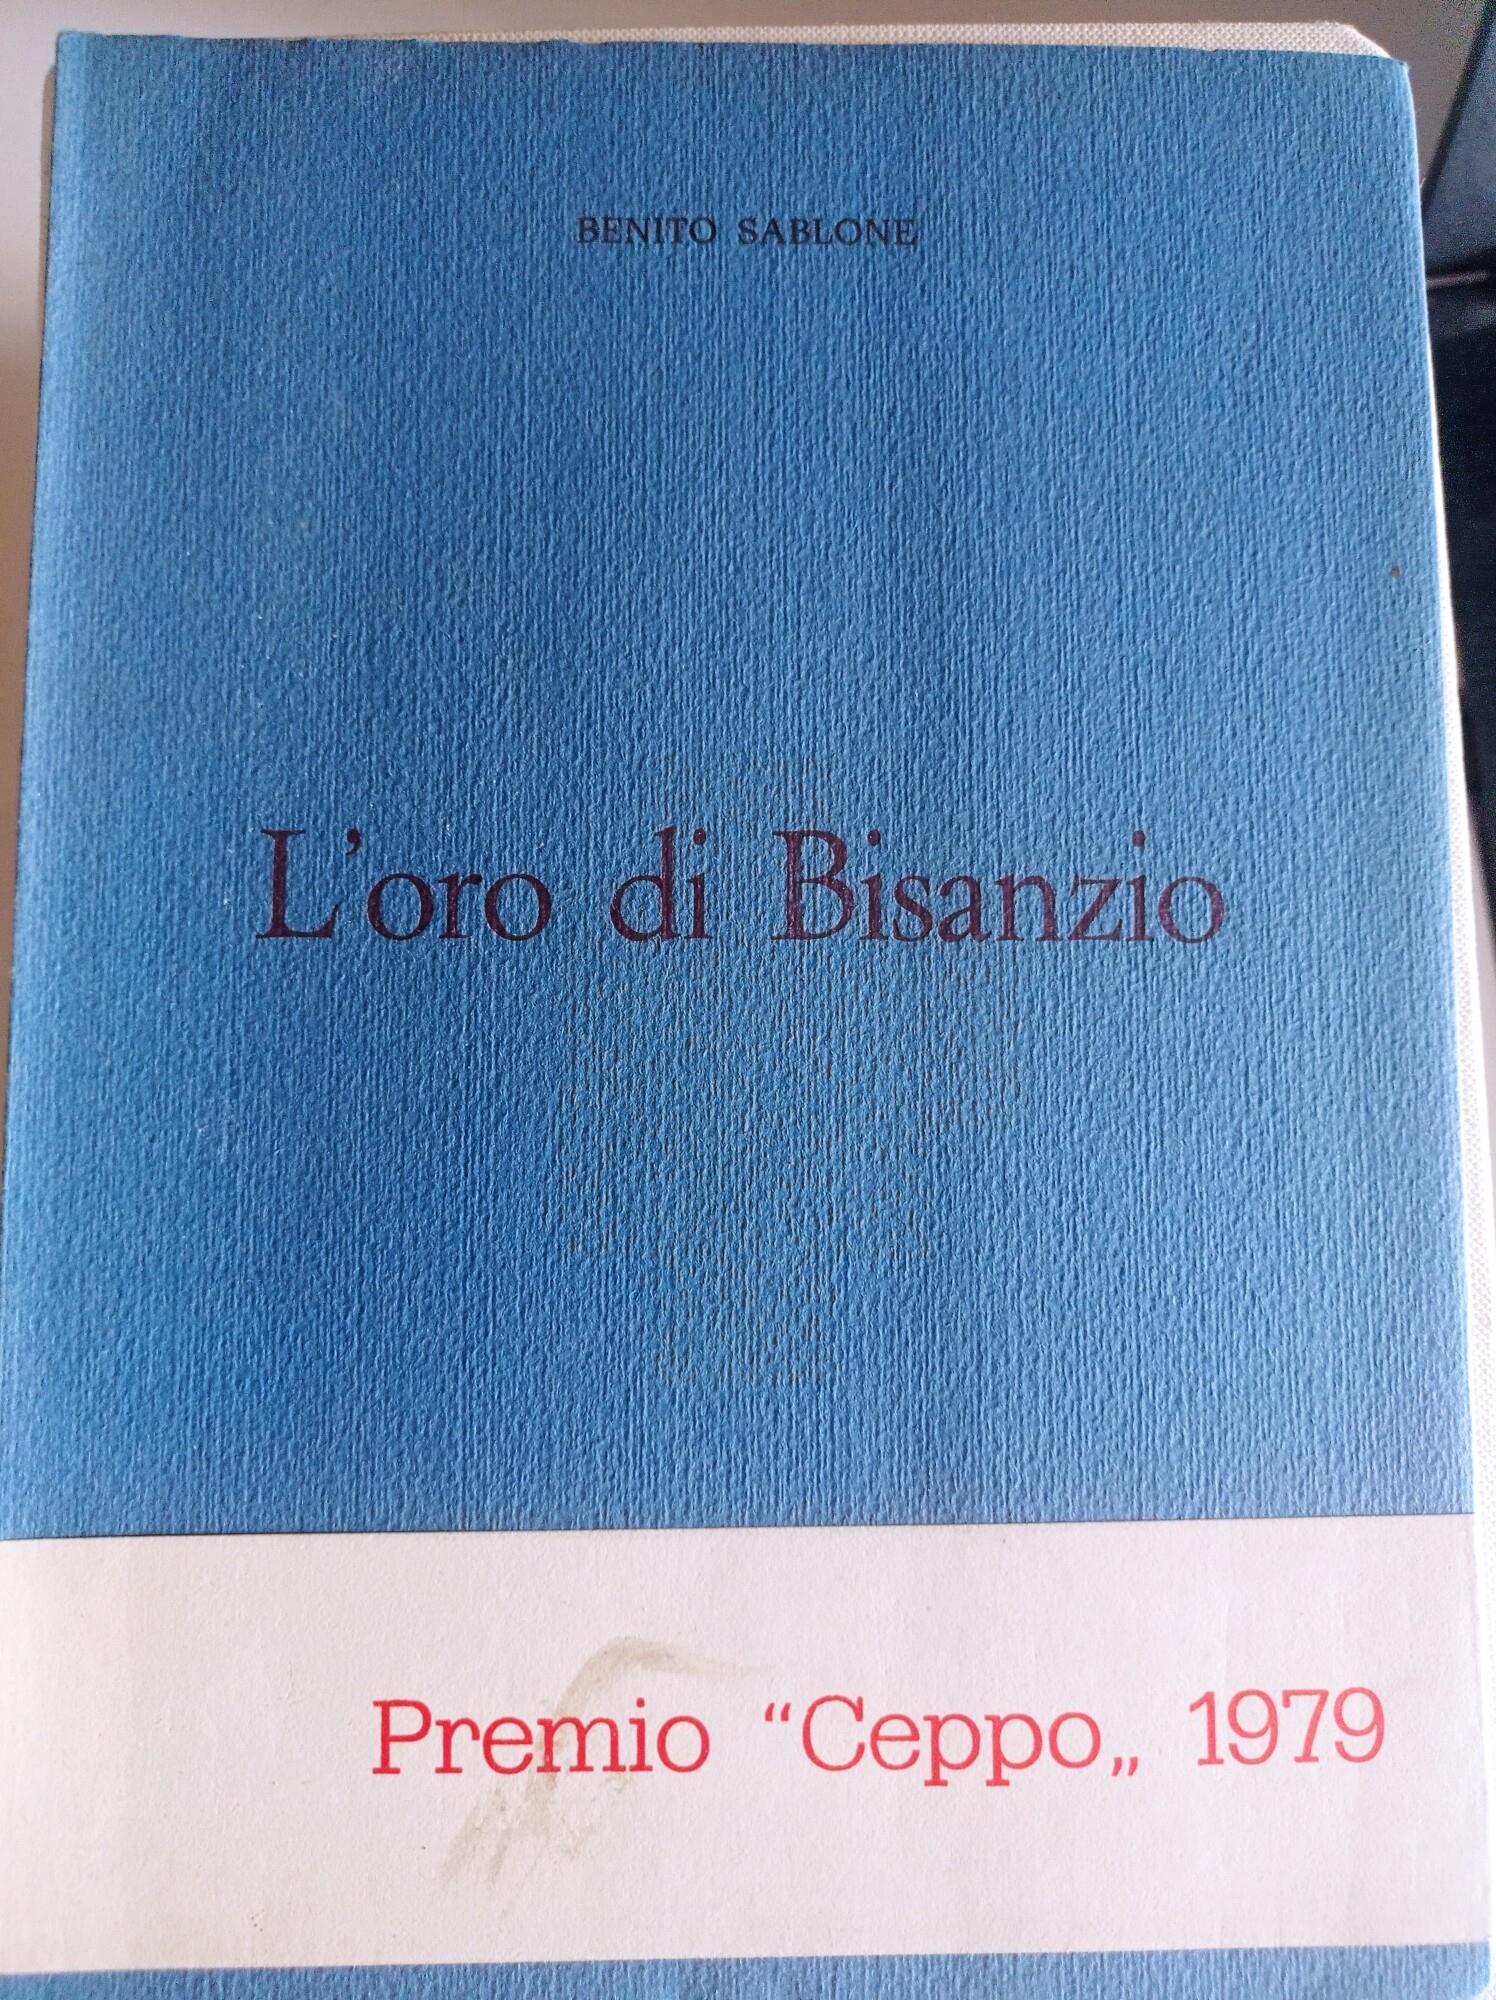 BENITO SABLONE
L'oro di Bisanzio
Premio “Ceppo„ 1979